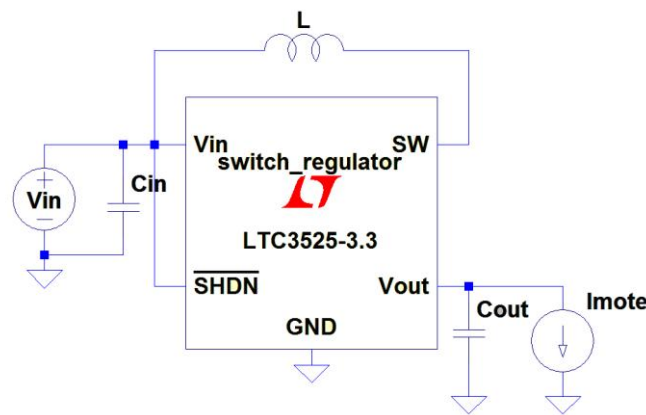 L
Vin
SW
switch_regulator
Cin
Vin
LTC3525-3.3
SHDN
Vout
Cout
Imote
GND